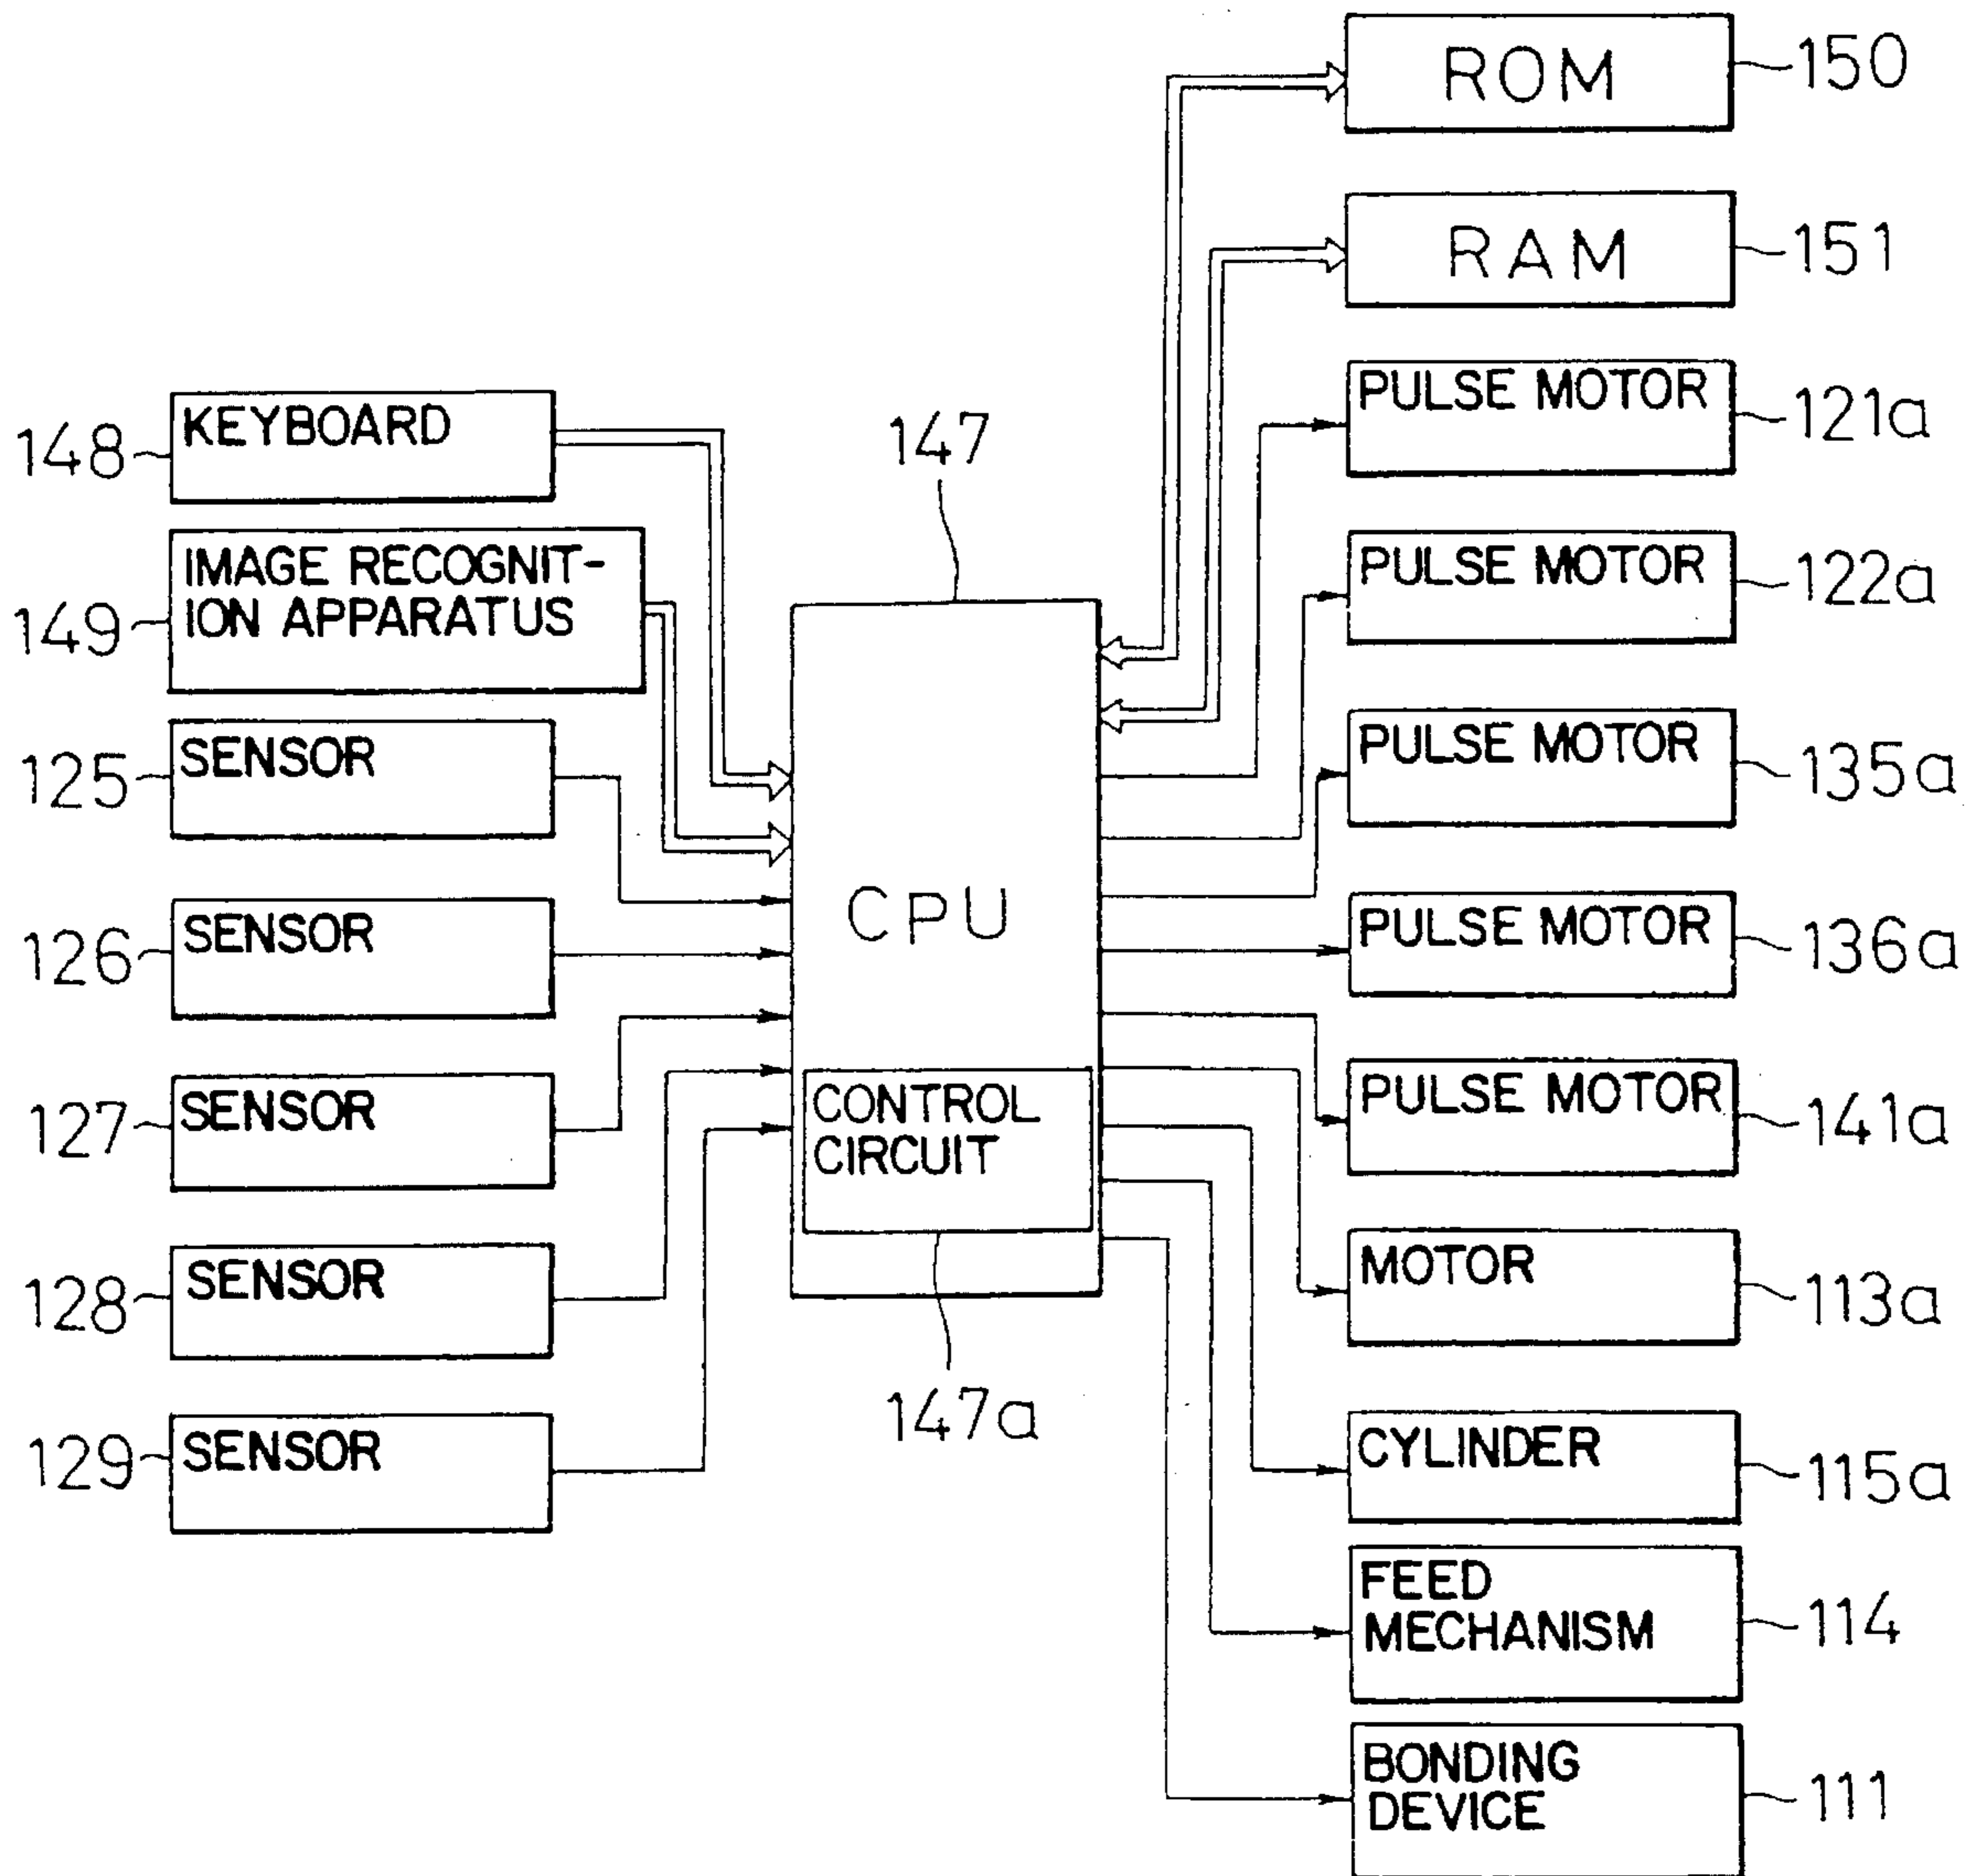 ROM
150
RAM
151
PULSE MOTOR
121a
PULSE MOTOR
122a
PULSE MOTOR
135a
PULSE MOTOR
136a
PULSE MOTOR
141a
MOTOR
113a
CYLINDER
115a
FEED
MECHANISM
114
BONDING
DEVICE
111
147
CPU
CONTROL
CIRCUIT
147a
148
KEYBOARD
149
IMAGE RECOGNIT-
ION APPARATUS
125
SENSOR
126
SENSOR
127
SENSOR
128
SENSOR
129
SENSOR